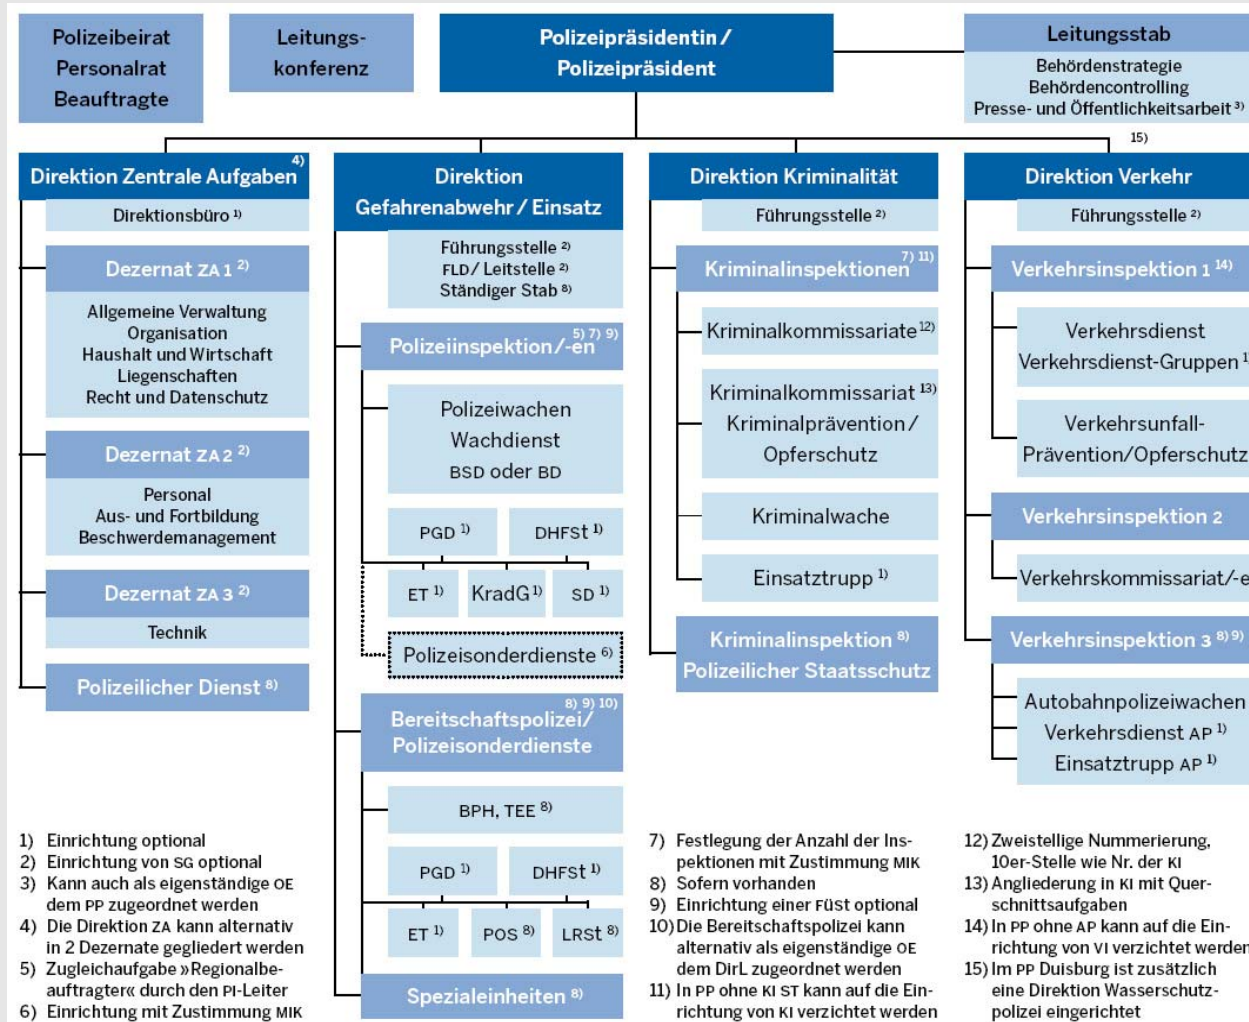 Polizeibeirat
Personalrat
Beauftragte
Leitungs-
konferenz
Polizeipräsidentin /
Polizeipräsident
Leitungsstab
Behördenstrategie
Behördencontrolling
Presse- und Öffentlichkeitsarbeit 3)
15)
Direktion Zentrale Aufgaben 4)
Direktionsbüro 1)
Dezernat ZA 1 2)
Allgemeine Verwaltung
Organisation
Haushalt und Wirtschaft
Liegenschaften
Recht und Datenschutz
Dezernat ZA 2 2)
Personal
Aus- und Fortbildung
Beschwerdemanagement
Dezernat ZA 3 2)
Technik
Polizeilicher Dienst 8)
Direktion
Gefahrenabwehr / Einsatz
Führungsstelle 2)
FLD / Leitstelle 2)
Ständiger Stab 8)
Polizeiinspektion /-en 5) 7) 9)
Polizeiwachen
Wachdienst
BSD oder BD
PGD 1)
DHFSt 1)
ET 1)
KradG 1)
SD 1)
Polizeisonderdienste 6)
8) 9) 10)
Bereitschaftspolizei/
Polizeisonderdienste
BPH, TEE 8)
PGD 1)
DHFSt 1)
ET 1)
POS 8)
LRSt 8)
Spezialeinheiten 8)
Direktion Kriminalität
Führungsstelle 2)
Kriminalinspektionen 7) 11)
Kriminalkommissariate 12)
Kriminalkommissariat 13)
Kriminalprävention /
Opferschutz
Kriminalwache
Einsatztrupp 1)
Kriminalinspektion 8)
Polizeilicher Staatsschutz
Direktion Verkehr
Führungsstelle 2)
Verkehrsinspektion 1 14)
Verkehrsdienst
Verkehrsdienst-Gruppen 1)
Verkehrsunfall-
Prävention/Opferschutz
Verkehrsinspektion 2
Verkehrskommissariat/-e
Verkehrsinspektion 3 8) 9)
Autobahnpolizeiwachen
Verkehrsdienst AP 1)
Einsatztrupp AP 1)
1) Einrichtung optional
2) Einrichtung von SG optional
3) Kann auch als eigenständige OE
dem PP zugeordnet werden
4) Die Direktion ZA kann alternativ
in 2 Dezernate gegliedert werden
5) Zugleichaufgabe »Regionalbe-
auftragter« durch den PI-Leiter
6) Einrichtung mit Zustimmung MIK
7) Festlegung der Anzahl der Ins-
pektionen mit Zustimmung MIK
8) Sofern vorhanden
9) Einrichtung einer FüSt optional
10) Die Bereitschaftspolizei kann
alternativ als eigenständige OE
dem DirL zugeordnet werden
11) In PP ohne KI ST kann auf die Ein-
richtung von KI verzichtet werden
12) Zweistellige Nummerierung,
10er-Stelle wie Nr. der KI
13) Angliederung in KI mit Quer-
schnittsaufgaben
14) In PP ohne AP kann auf die Ein-
richtung von VI verzichtet werden
15) Im PP Duisburg ist zusätzlich
eine Direktion Wasserschutz-
polizei eingerichtet